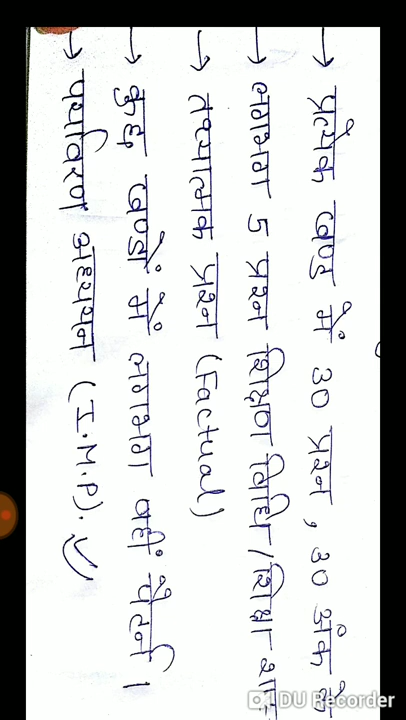 → प्रत्येक खण्ड में 30 प्रश्न, 30 अंक के
→ लगभग 5 प्रश्न शिक्षण विधि / शिक्षा शा
→ तथ्यात्मक प्रश्न (Factual)
→ कुछ खण्डों में लगभग वही पैटर्न।
→ पर्यावरण अध्ययन (I.M.P). ✓
DU Recorder